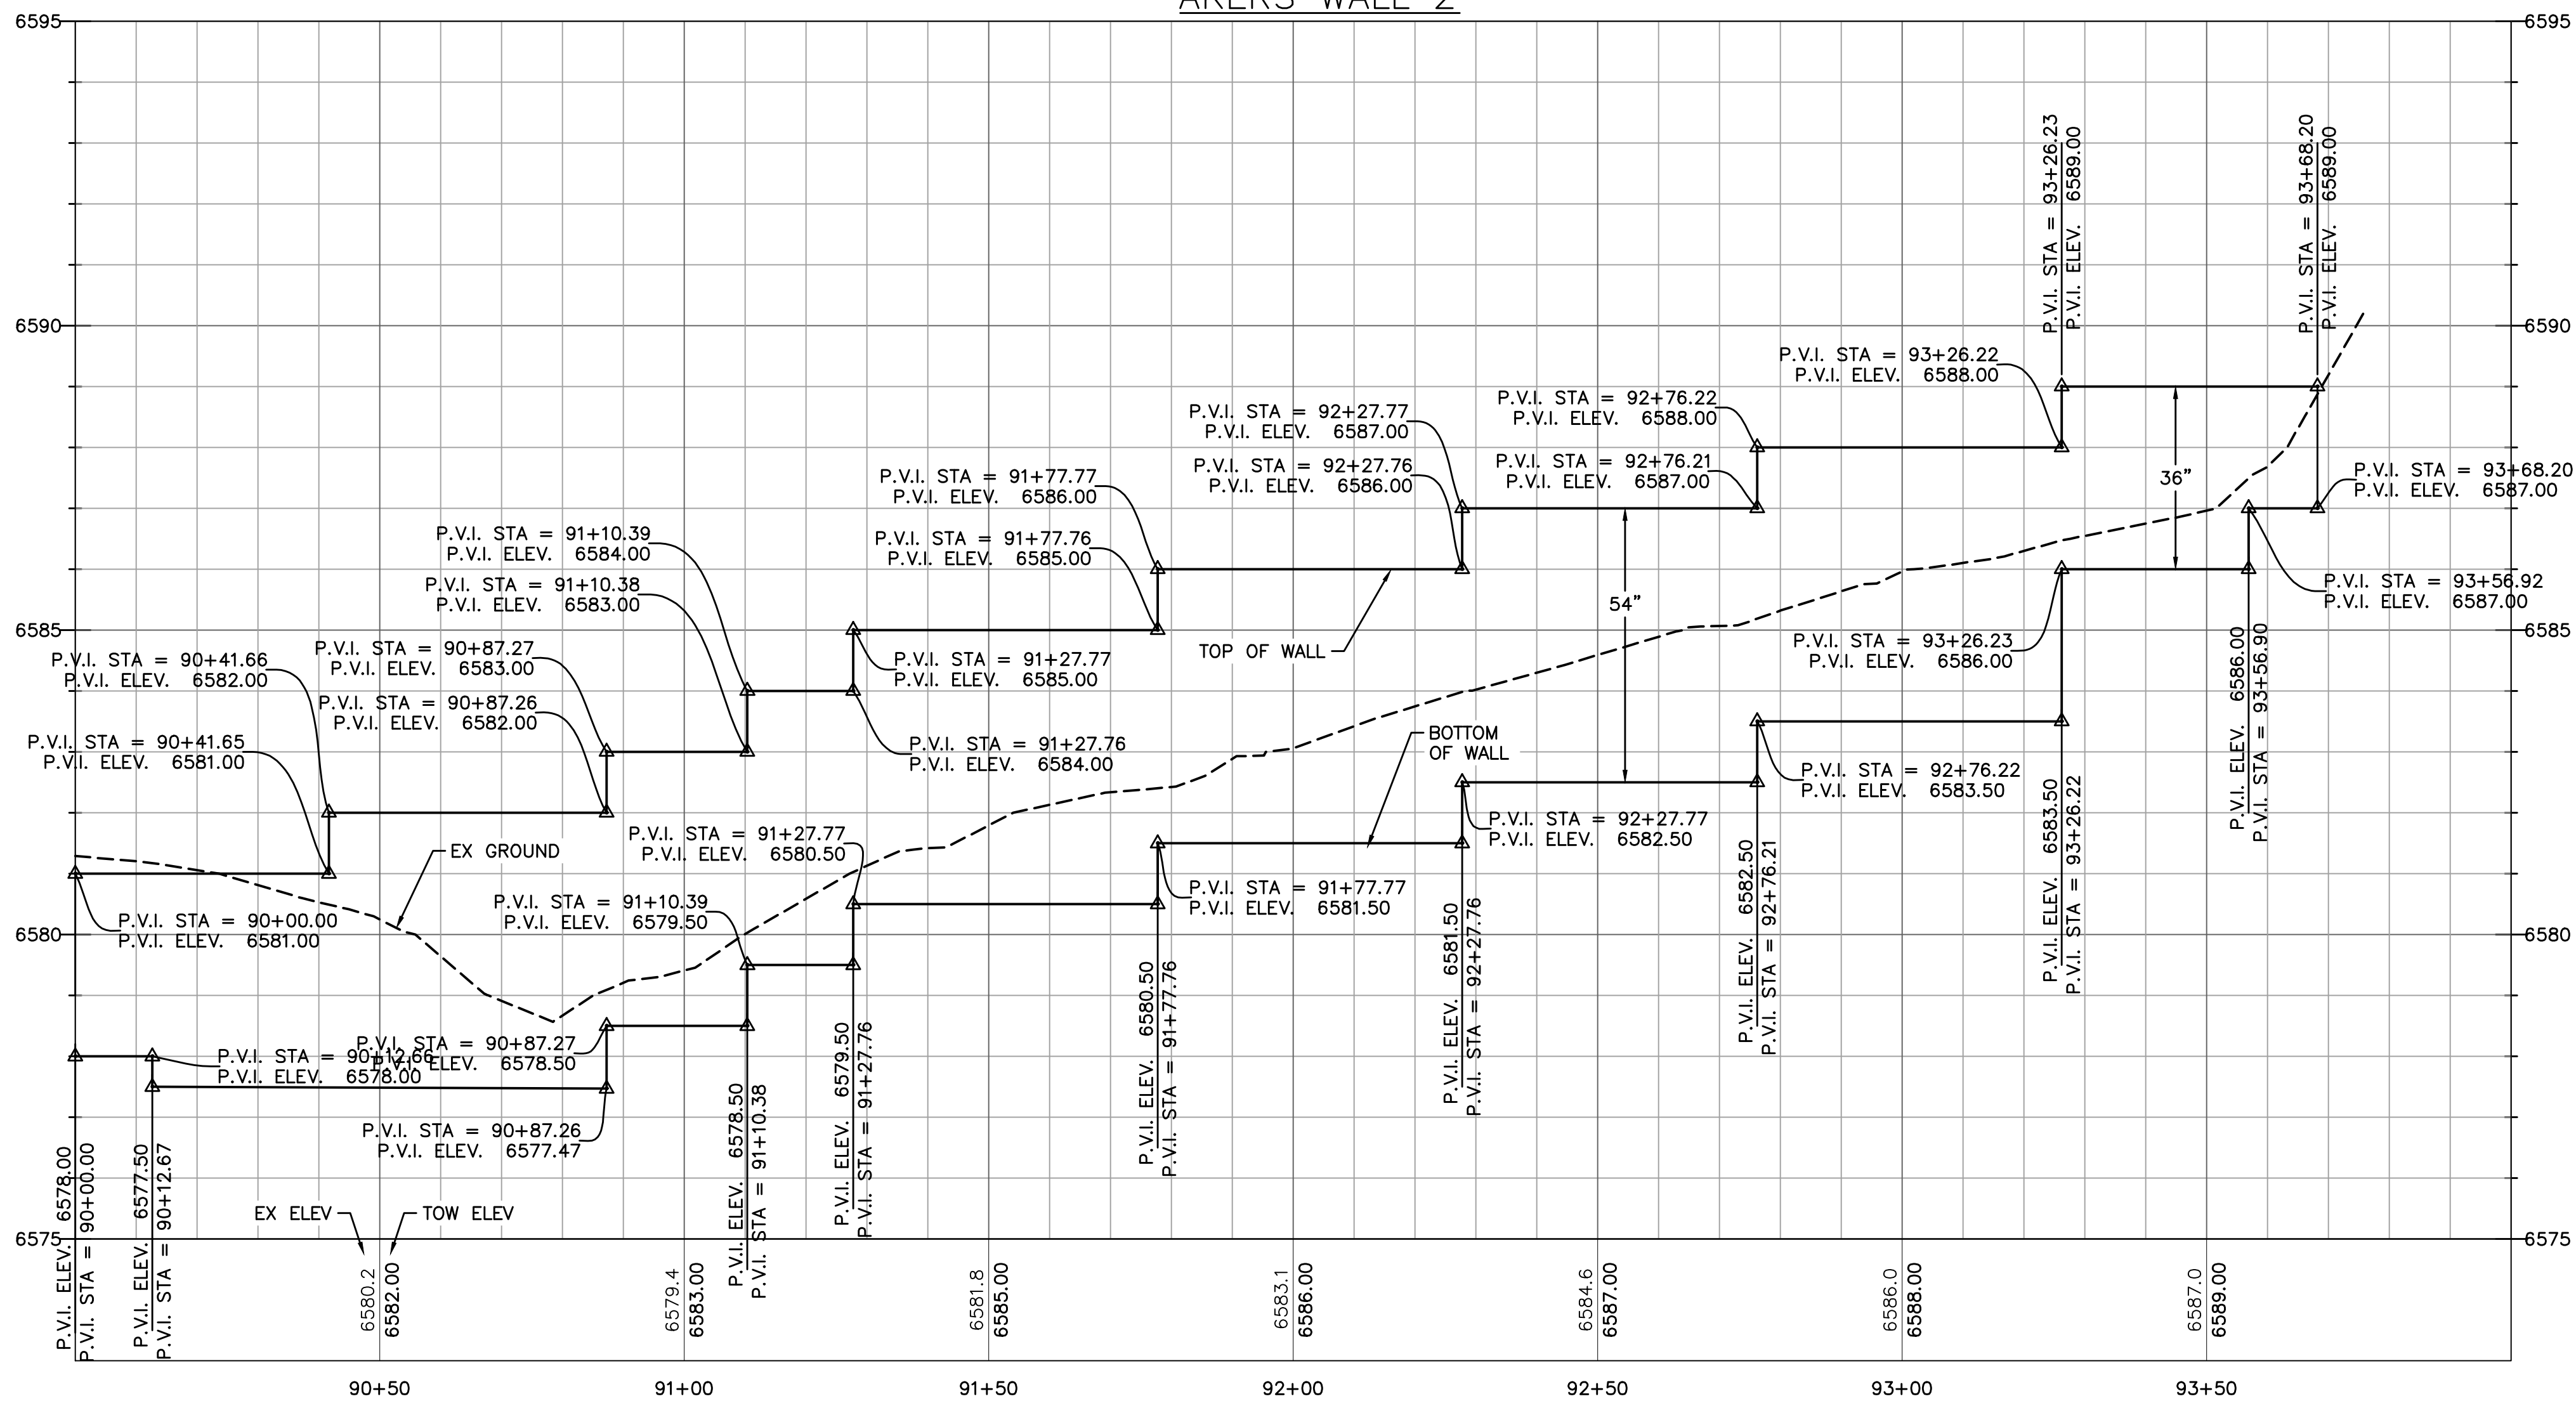 AKERS WALL 2
6595
6595
6590
6590
6585
6585
6580
6580
6575
6575
P.V.I. STA = 93+26.23
P.V.I. ELEV. 6589.00
P.V.I. STA = 93+68.20
P.V.I. ELEV. 6589.00
P.V.I. STA = 93+26.22
P.V.I. ELEV. 6588.00
P.V.I. STA = 92+76.22
P.V.I. ELEV. 6588.00
P.V.I. STA = 92+27.77
P.V.I. ELEV. 6587.00
P.V.I. STA = 92+27.76
P.V.I. ELEV. 6586.00
P.V.I. STA = 92+76.21
P.V.I. ELEV. 6587.00
P.V.I. STA = 91+77.77
P.V.I. ELEV. 6586.00
P.V.I. STA = 91+77.76
P.V.I. ELEV. 6585.00
36"
P.V.I. STA = 93+68.20
P.V.I. ELEV. 6587.00
P.V.I. STA = 91+10.39
P.V.I. ELEV. 6584.00
P.V.I. STA = 91+10.38
P.V.I. ELEV. 6583.00
54"
P.V.I. STA = 93+56.92
P.V.I. ELEV. 6587.00
P.V.I. STA = 90+87.27
P.V.I. ELEV. 6583.00
P.V.I. STA = 90+41.66
P.V.I. ELEV. 6582.00
P.V.I. STA = 91+27.77
P.V.I. ELEV. 6585.00
TOP OF WALL
P.V.I. STA = 93+26.23
P.V.I. ELEV. 6586.00
P.V.I. ELEV. 6586.00
P.V.I. STA = 93+56.90
P.V.I. STA = 90+87.26
P.V.I. ELEV. 6582.00
P.V.I. STA = 90+41.65
P.V.I. ELEV. 6581.00
P.V.I. STA = 91+27.76
P.V.I. ELEV. 6584.00
BOTTOM
OF WALL
P.V.I. STA = 92+76.22
P.V.I. ELEV. 6583.50
P.V.I. STA = 92+27.77
P.V.I. ELEV. 6582.50
P.V.I. STA = 91+27.77
P.V.I. ELEV. 6580.50
EX GROUND
P.V.I. STA = 91+77.77
P.V.I. ELEV. 6581.50
P.V.I. STA = 91+10.39
P.V.I. ELEV. 6579.50
P.V.I. STA = 90+00.00
P.V.I. ELEV. 6581.00
P.V.I. ELEV. 6583.50
P.V.I. STA = 93+26.22
P.V.I. ELEV. 6582.50
P.V.I. STA = 92+76.21
P.V.I. ELEV. 6581.50
P.V.I. STA = 92+27.76
P.V.I. ELEV. 6580.50
P.V.I. STA = 91+77.76
P.V.I. ELEV. 6579.50
P.V.I. STA = 91+27.76
P.V.I. ELEV. 6578.50
P.V.I. STA = 91+10.38
P.V.I. STA = 90+87.27
P.V.I. ELEV. 6578.50
P.V.I. STA = 90+12.66
P.V.I. ELEV. 6578.00
P.V.I. STA = 90+87.26
P.V.I. ELEV. 6577.47
P.V.I. ELEV. 6578.00
P.V.I. STA = 90+00.00
P.V.I. ELEV. 6577.50
P.V.I. STA = 90+12.67
EX ELEV
TOW ELEV
6580.2
6582.00
6579.4
6583.00
6581.8
6585.00
6583.1
6586.00
6584.6
6587.00
6586.0
6588.00
6587.0
6589.00
90+50
91+00
91+50
92+00
92+50
93+00
93+50